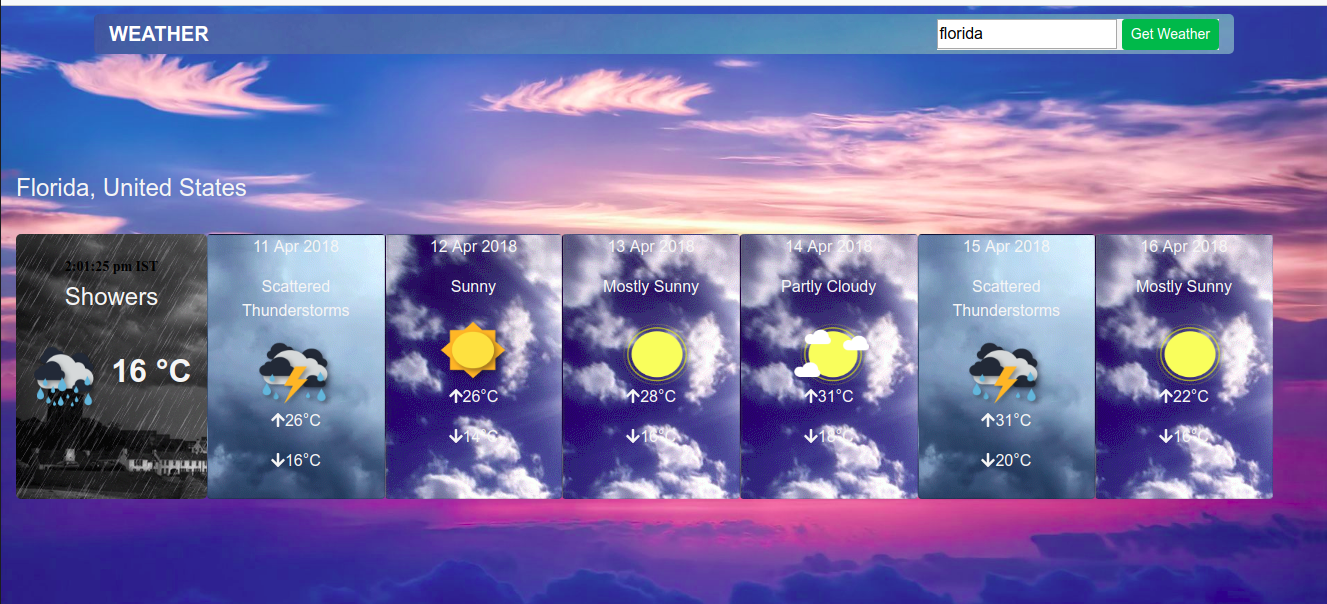 WEATHER
florida
Get Weather
Florida, United States
2:01:25 pm IST
Showers
16 °C
11 Apr 2018
Scattered
Thunderstorms
26°C
16°C
12 Apr 2018
Sunny
26°C
14°C
13 Apr 2018
Mostly Sunny
28°C
16°C
14 Apr 2018
Partly Cloudy
31°C
18°C
15 Apr 2018
Scattered
Thunderstorms
31°C
20°C
16 Apr 2018
Mostly Sunny
22°C
16°C